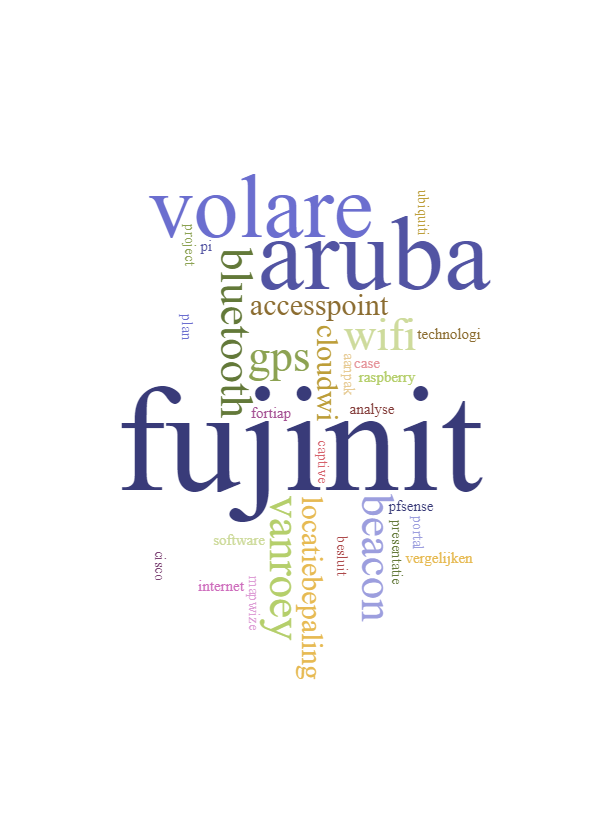 volare
ubiquiti
project
pi
aruba
bluetooth
accesspoint
plan
cloudwi
wifi
technologi
gps
aanpak
case
raspberry
fortiap
analyse
fujinit
captive
vanroey
locatiebepaling
beacon
pfsense
portal
presentatie
software
besluit
vergelijken
cisco
internet
mapwize